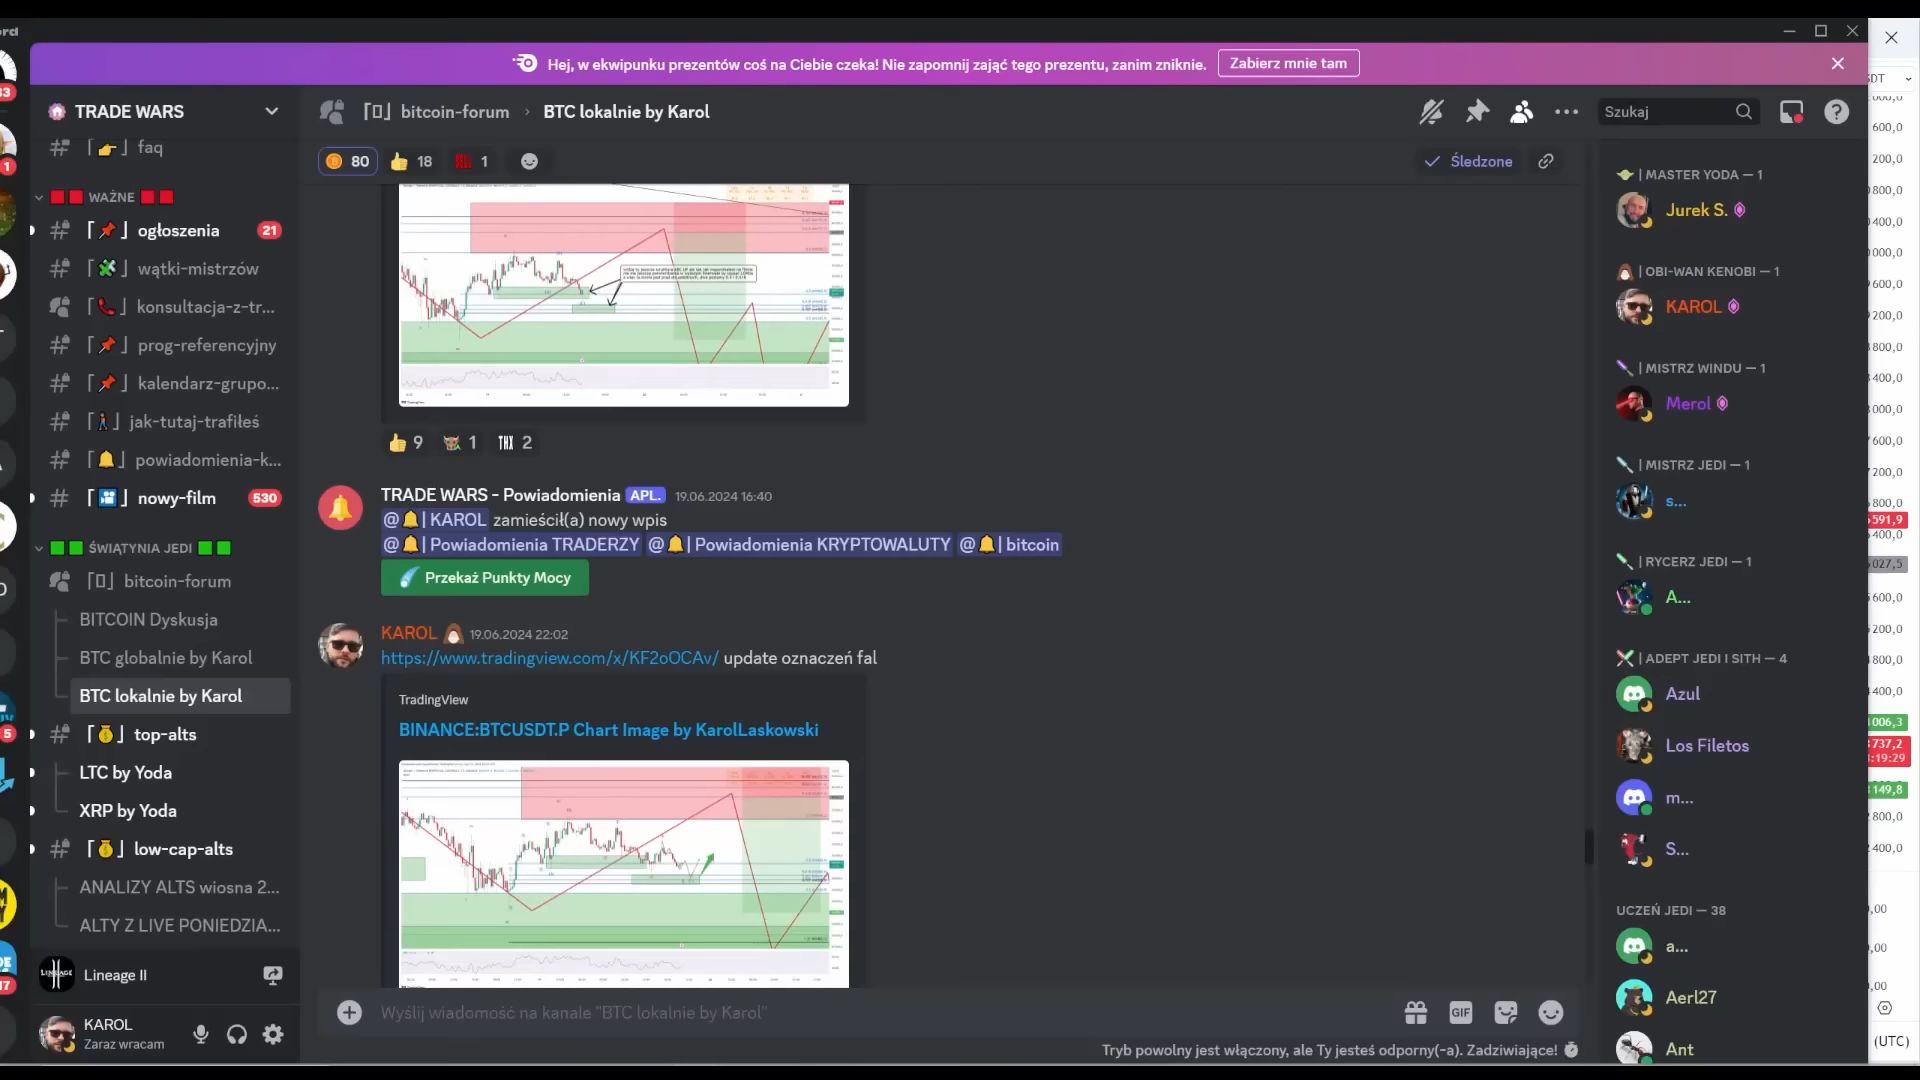 Hej, w ekwipunku prezentów coś na Ciebie czeka! Nie zapomnij zająć tego prezentu, zanim zniknie.
Zabierz mnie tam
TRADE WARS
faq
WAŻNE
ogłoszenia
21
wątki-mistrzów
konsultacja-z-tr...
prog-referencyjny
kalendarz-grupo...
jak-tutaj-trafiłeś
powiadomienia-k...
nowy-film
530
ŚWIĄTYNIA JEDI
bitcoin-forum
BITCOIN Dyskusja
BTC globalnie by Karol
BTC lokalnie by Karol
top-alts
LTC by Yoda
XRP by Yoda
low-cap-alts
ANALIZY ALTS wiosna 2...
ALTY Z LIVE PONIEDZIA...
Lineage II
KAROL
Zaraz wracam
bitcoin-forum › BTC lokalnie by Karol
Szukaj
80 18 1
Śledzone
9 1 2
TRADE WARS - Powiadomienia APL. 19.06.2024 16:40
@🔔| KAROL zamieścił(a) nowy wpis
@🔔| Powiadomienia TRADERZY @🔔| Powiadomienia KRYPTOWALUTY @🔔| bitcoin
Przekaż Punkty Mocy
KAROL 19.06.2024 22:02
https://www.tradingview.com/x/KF2oOCAv/ update oznaczeń fal
TradingView
BINANCE:BTCUSDT.P Chart Image by KarolLaskowski
Wyślij wiadomość na kanale "BTC lokalnie by Karol"
GIF
Tryb powolny jest włączony, ale Ty jesteś odporny(-a). Zadziwiające!
| MASTER YODA — 1
Jurek S.
| OBI-WAN KENOBI — 1
KAROL
| MISTRZ WINDU — 1
Merol
| MISTRZ JEDI — 1
s...
| RYCERZ JEDI — 1
A...
| ADEPT JEDI I SITH — 4
Azul
Los Filetos
m...
S...
UCZEŃ JEDI — 38
a...
Aerl27
Ant
(UTC)